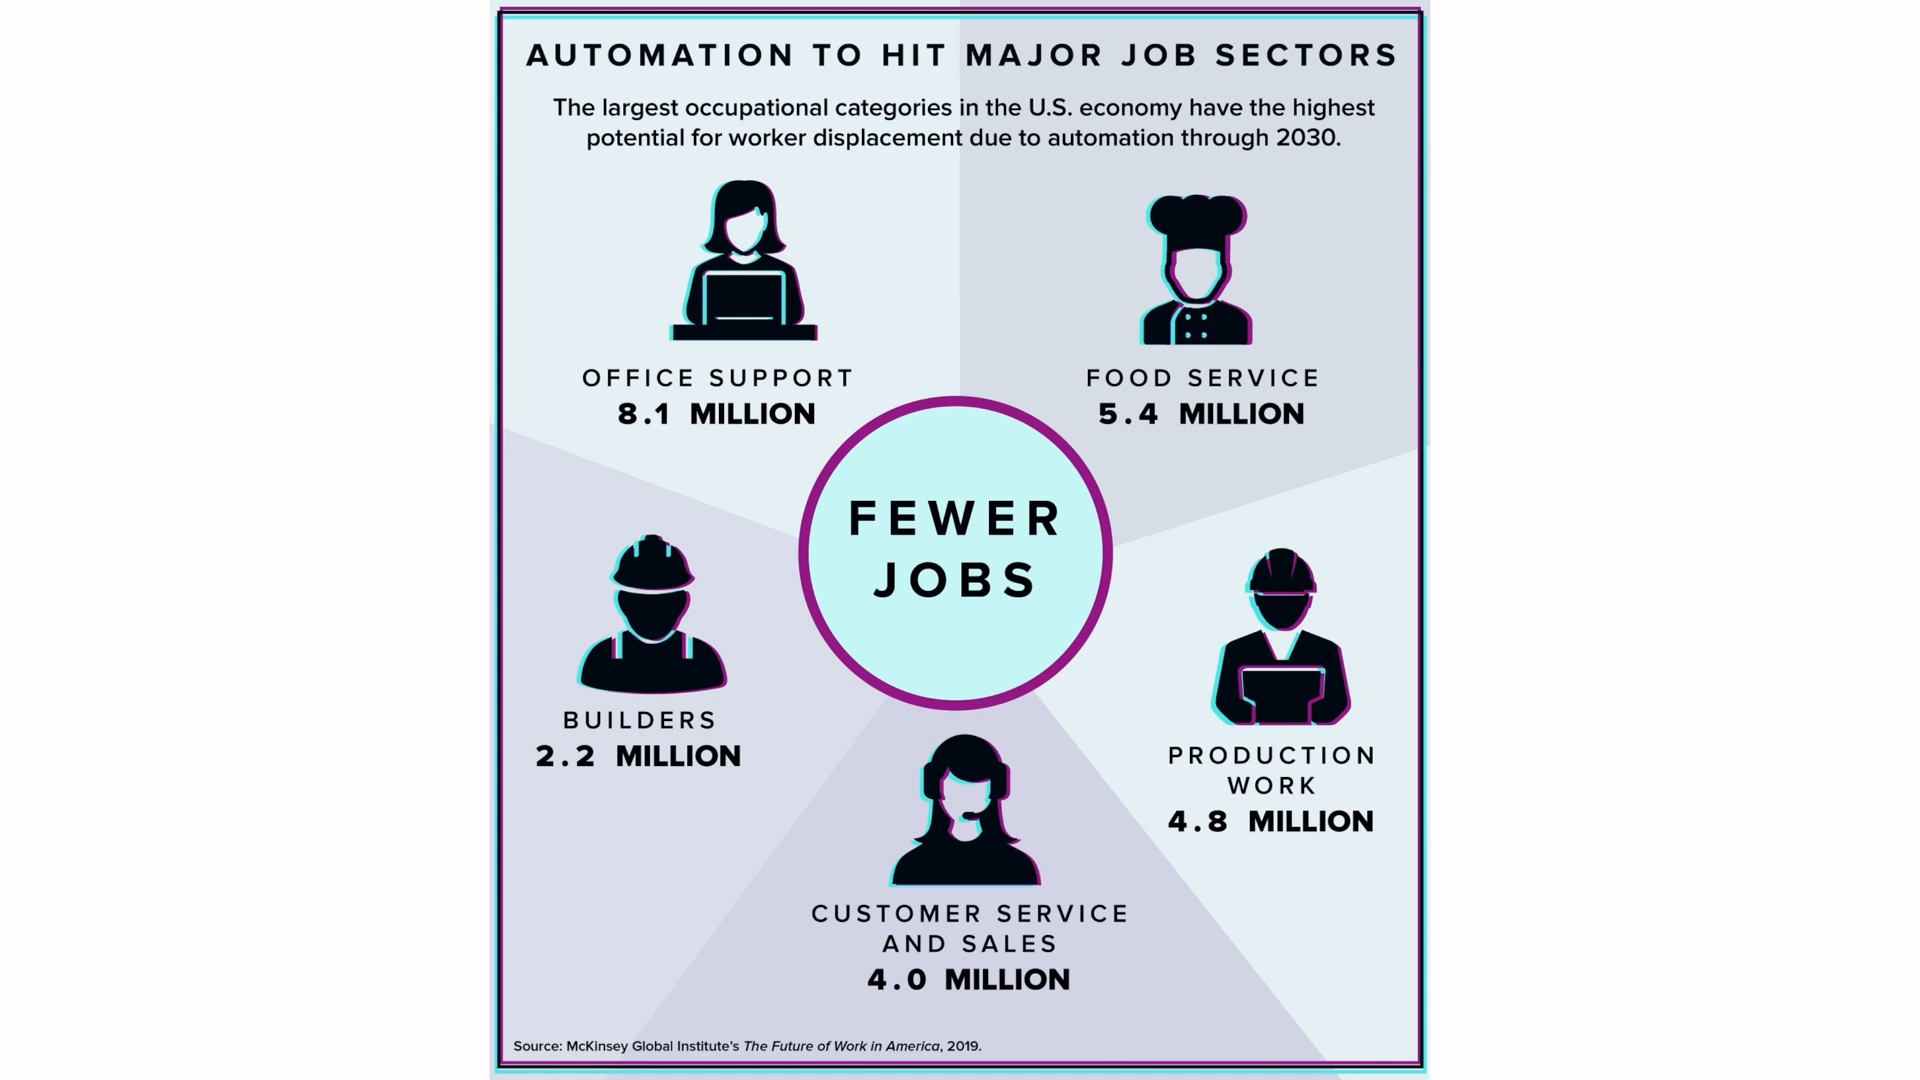 AUTOMATION TO HIT MAJOR JOB SECTORS
The largest occupational categories in the U.S. economy have the highest
potential for worker displacement due to automation through 2030.
OFFICE SUPPORT
8.1 MILLION
FOOD SERVICE
5.4 MILLION
FEWER
JOBS
BUILDERS
2.2 MILLION
PRODUCTION
WORK
4.8 MILLION
CUSTOMER SERVICE
AND SALES
4.0 MILLION
Source: McKinsey Global Institute's The Future of Work in America, 2019.